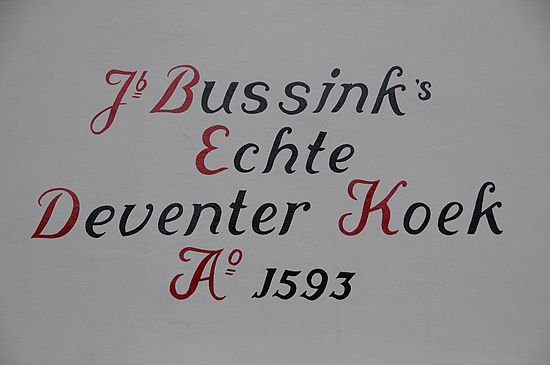 Jb Bussink's
Echte
Deventer Koek
Ao 1593